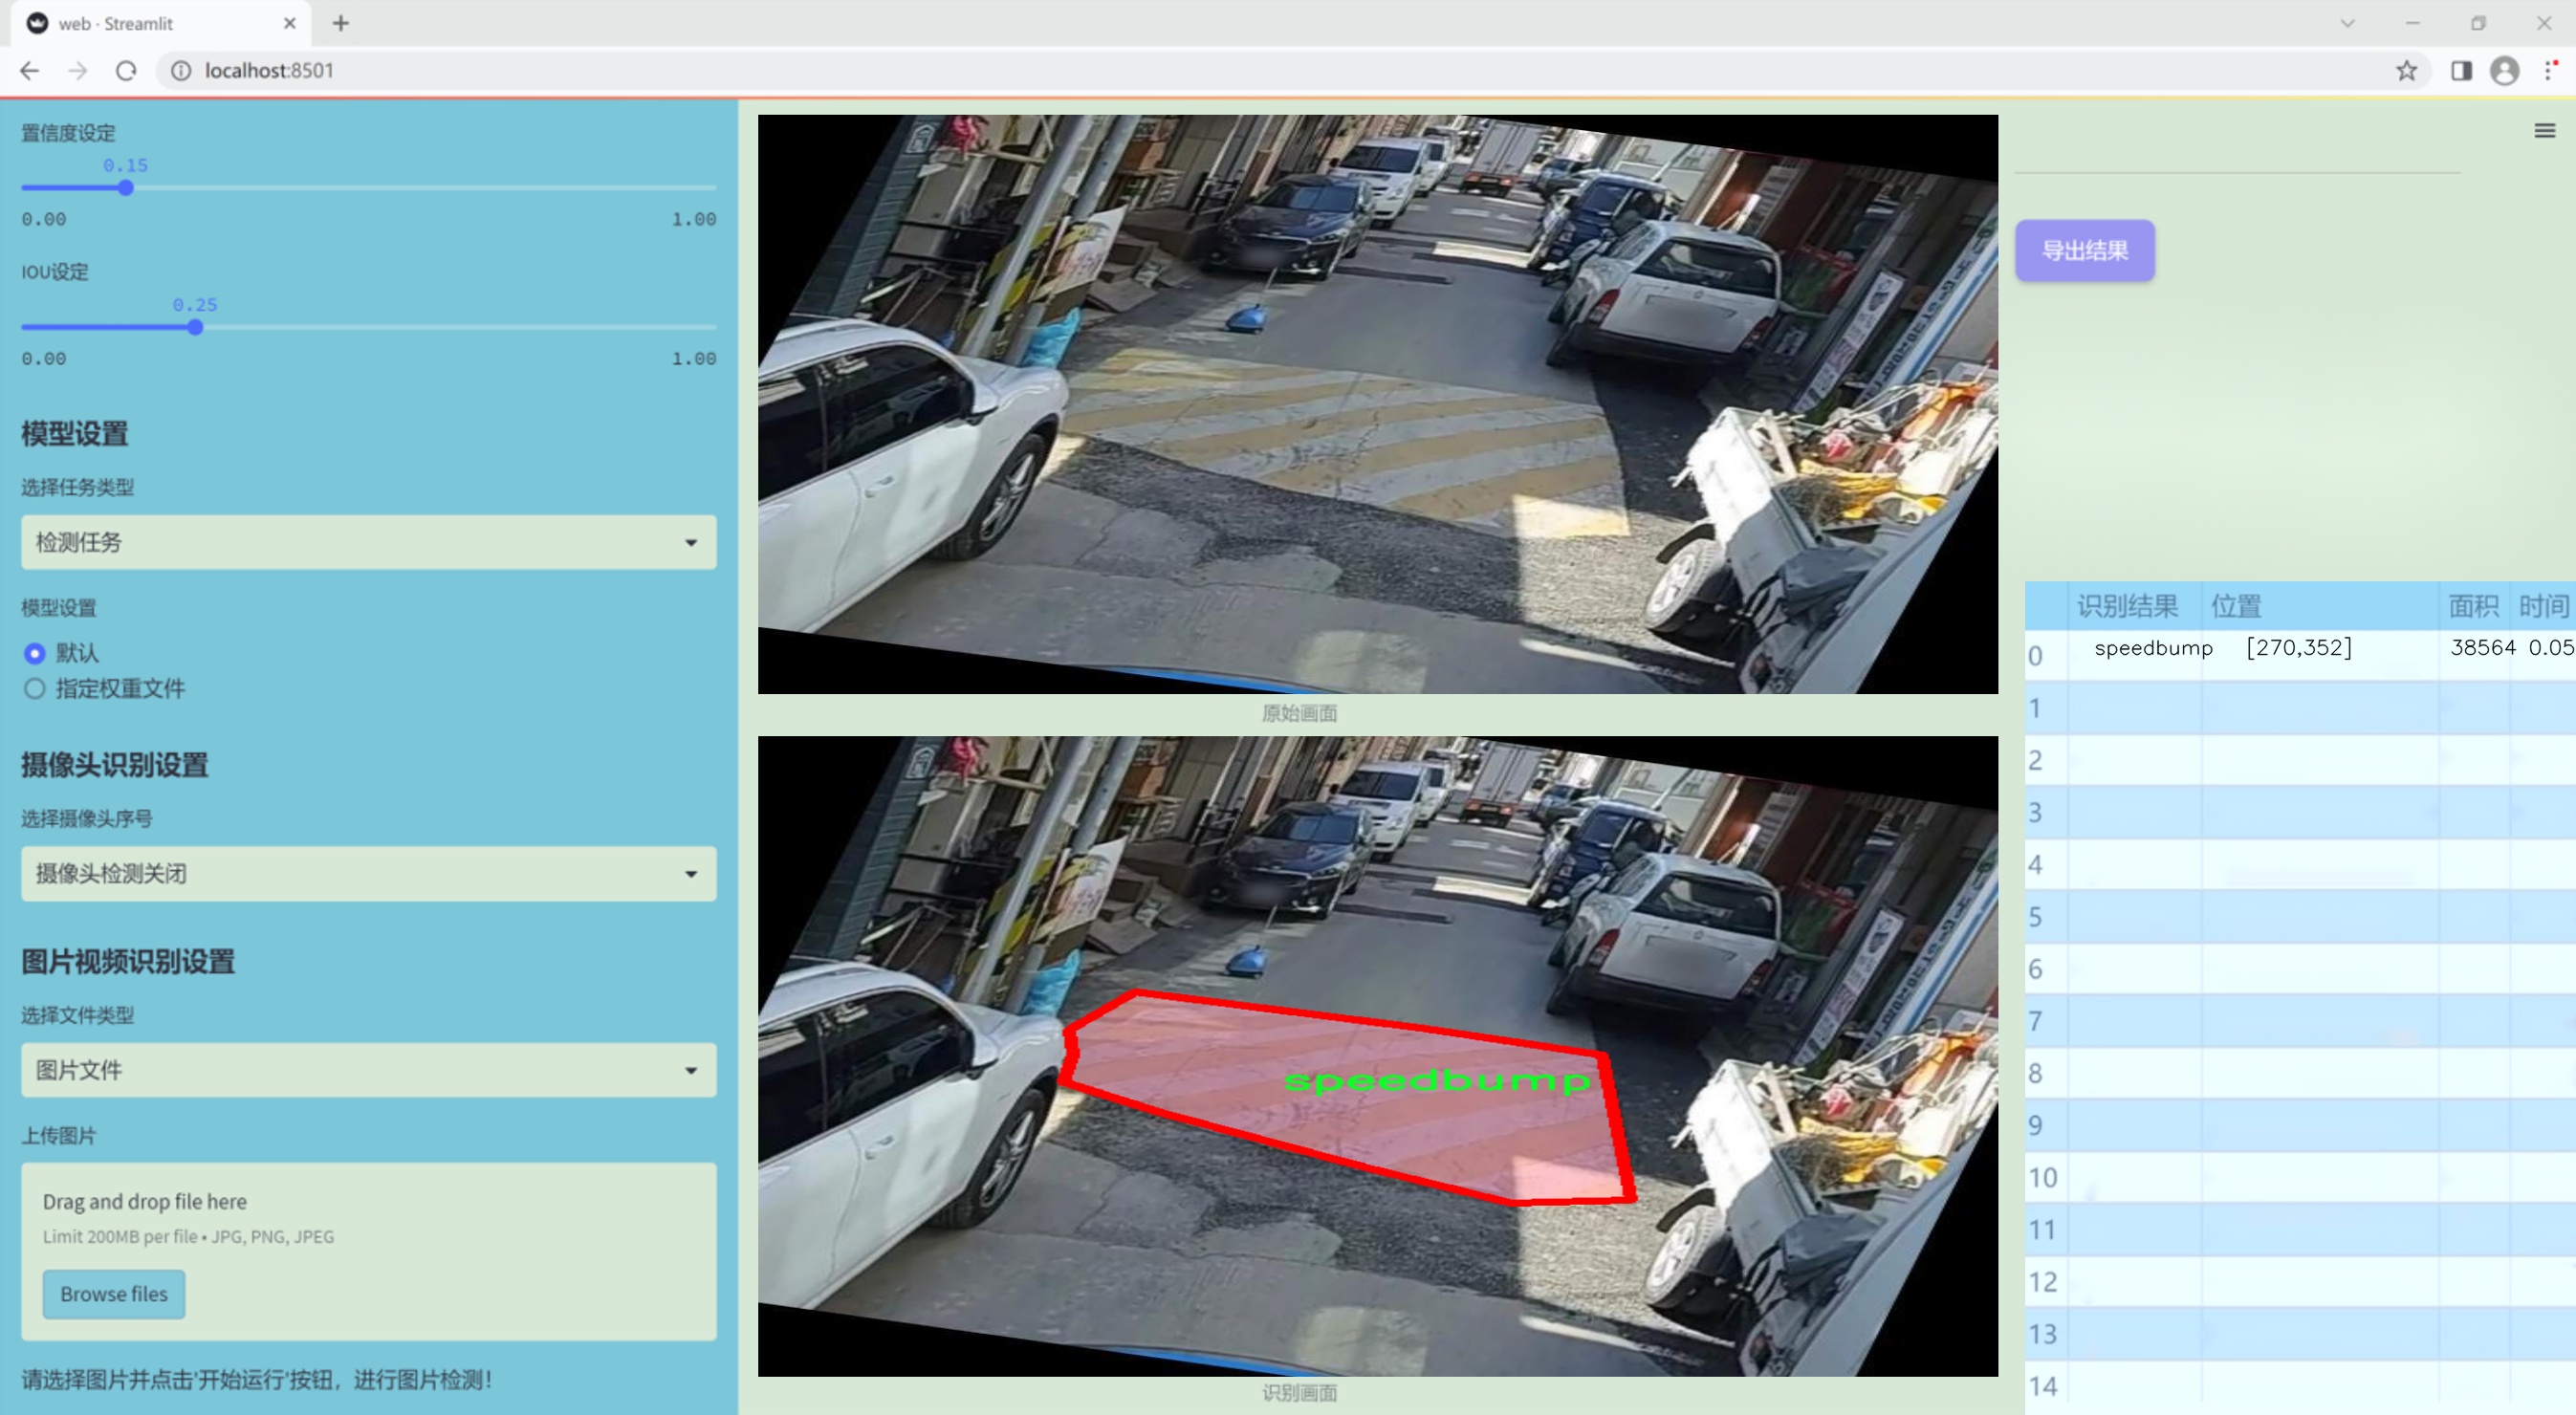 web · Streamlit
localhost:8501
置信度设定
0.15
0.00 1.00
IOU设定
0.25
0.00 1.00
模型设置
选择任务类型
检测任务
模型设置
默认
指定权重文件
摄像头识别设置
选择摄像头序号
摄像头检测关闭
图片视频识别设置
选择文件类型
图片文件
上传图片
Drag and drop file here
Limit 200MB per file • JPG, PNG, JPEG
Browse files
请选择图片并点击'开始运行'按钮，进行图片检测！
原始画面
speedbump
识别画面
导出结果
识别结果 位置 面积 时间
0 speedbump [270,352] 38564 0.05
1
2
3
4
5
6
7
8
9
10
11
12
13
14